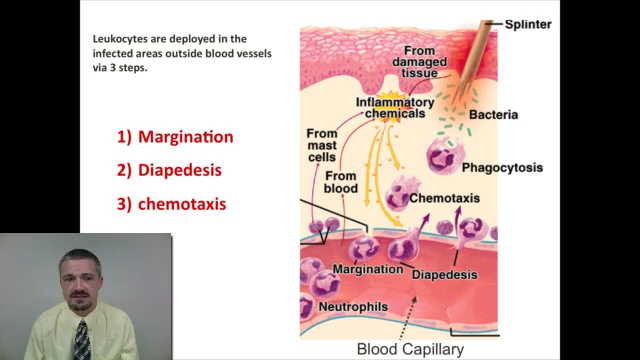 Leukocytes are deployed in the
infected areas outside blood vessels
via 3 steps.
1) Margination
2) Diapedesis
3) chemotaxis
Splinter
From
damaged
tissue
Inflammatory
chemicals
Bacteria
From
mast
cells
Phagocytosis
From
blood
Chemotaxis
Margination
Diapedesis
Neutrophils
Blood Capillary